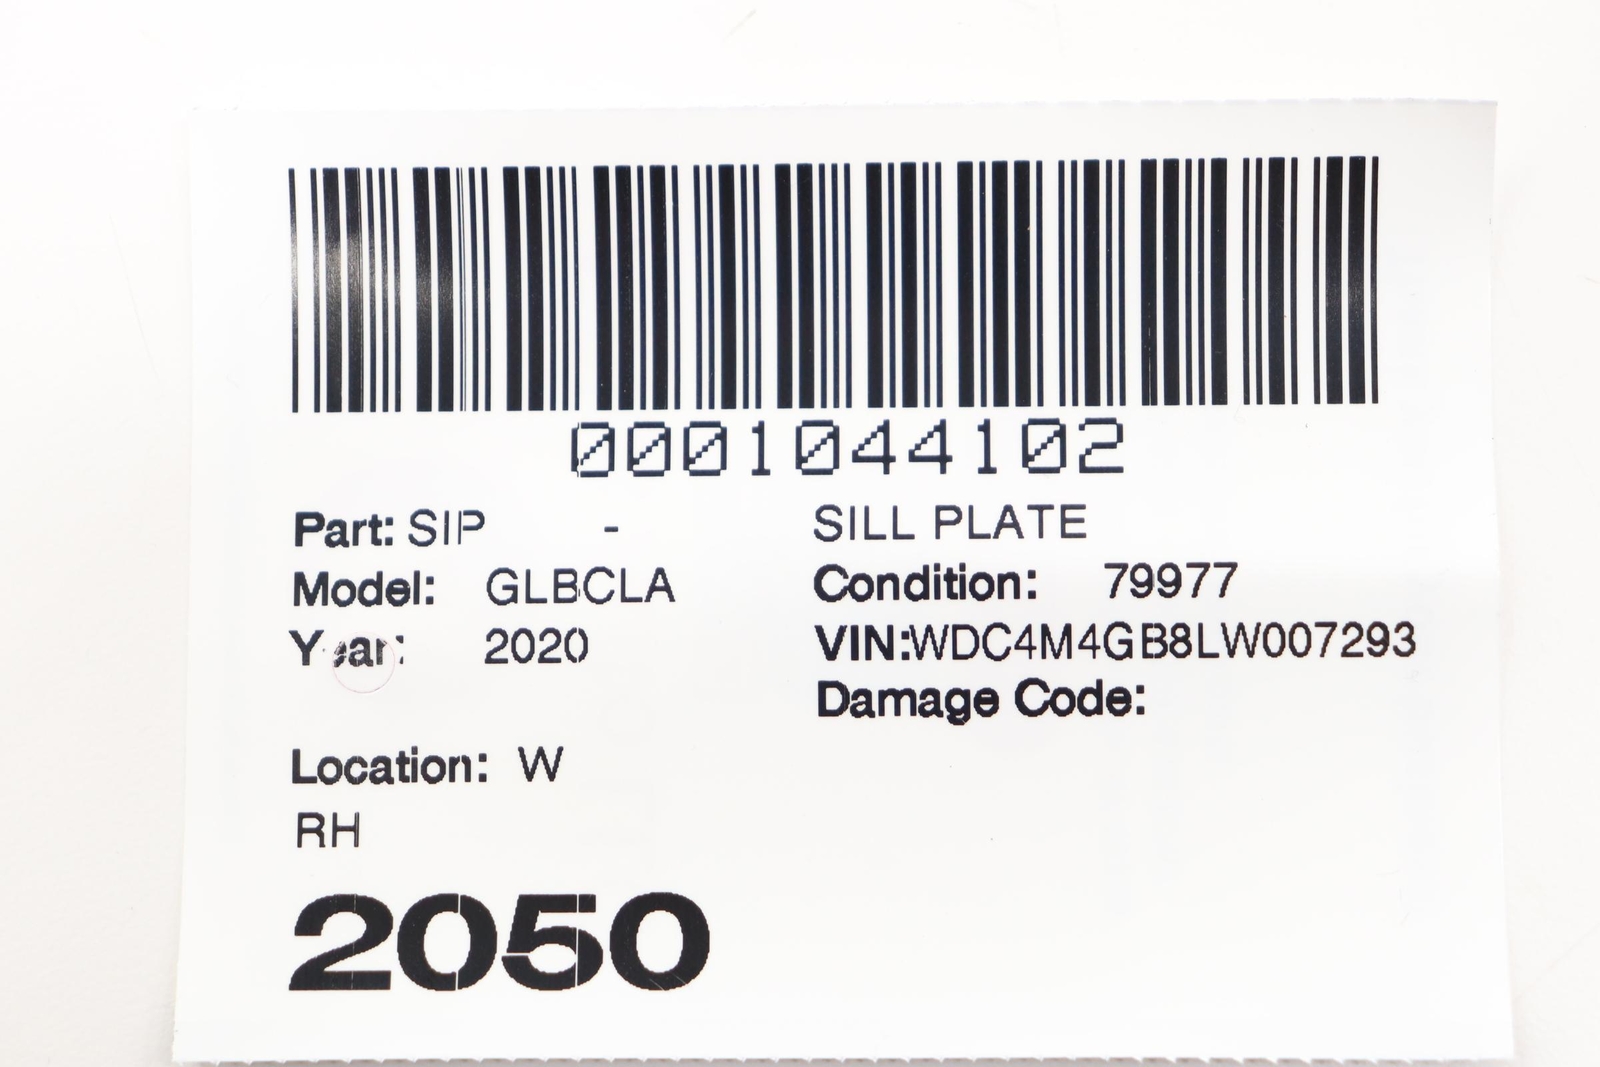 0001044102
Part: SIP - SILL PLATE
Model: GLBCLA Condition: 79977
Year: 2020 VIN:WDC4M4GB8LW007293
Damage Code:
Location: W
RH
2050